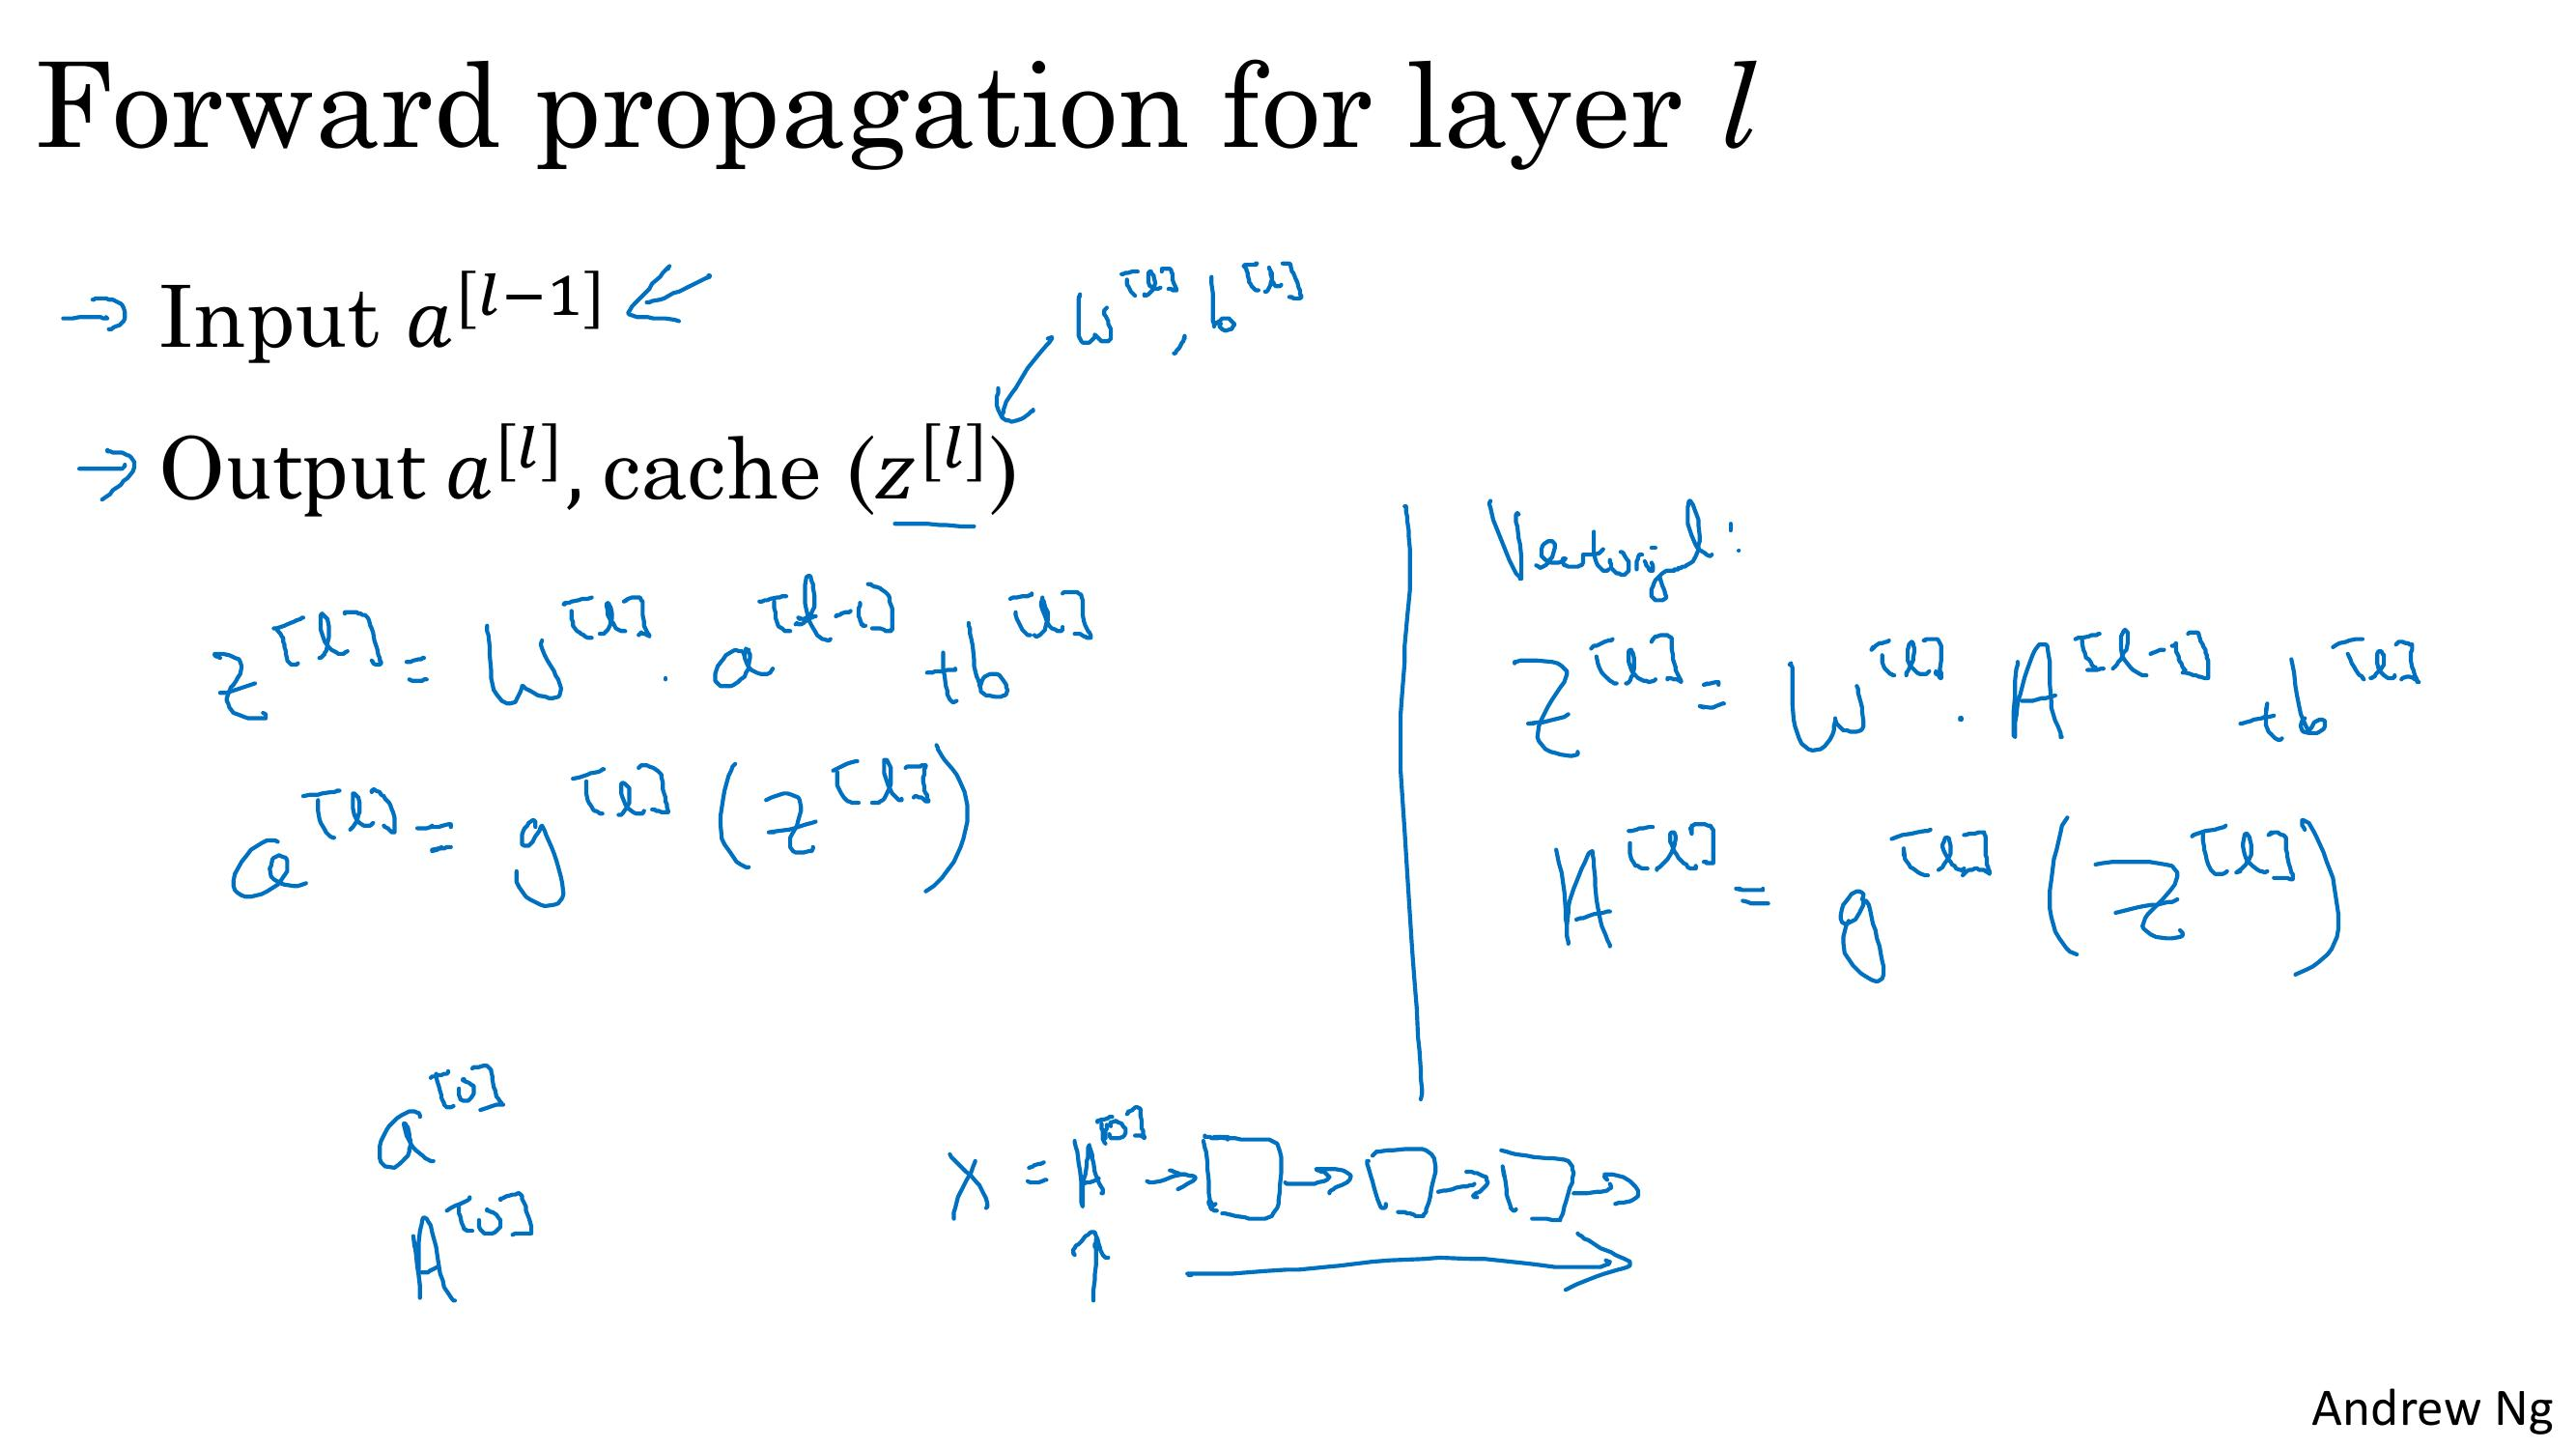 Forward propagation for layer l
→ Input a^[l−1] ←
w^[l], b^[l]
→ Output a^[l], cache (z^[l])
z^[l] = W^[l] · a^[l-1] + b^[l]
a^[l] = g^[l] (z^[l])
Vectorized:
Z^[l] = W^[l] · A^[l-1] + b^[l]
A^[l] = g^[l] (Z^[l])
a^[0]
A^[0]
X = A^[0] → □ → □ → □ →
Andrew Ng